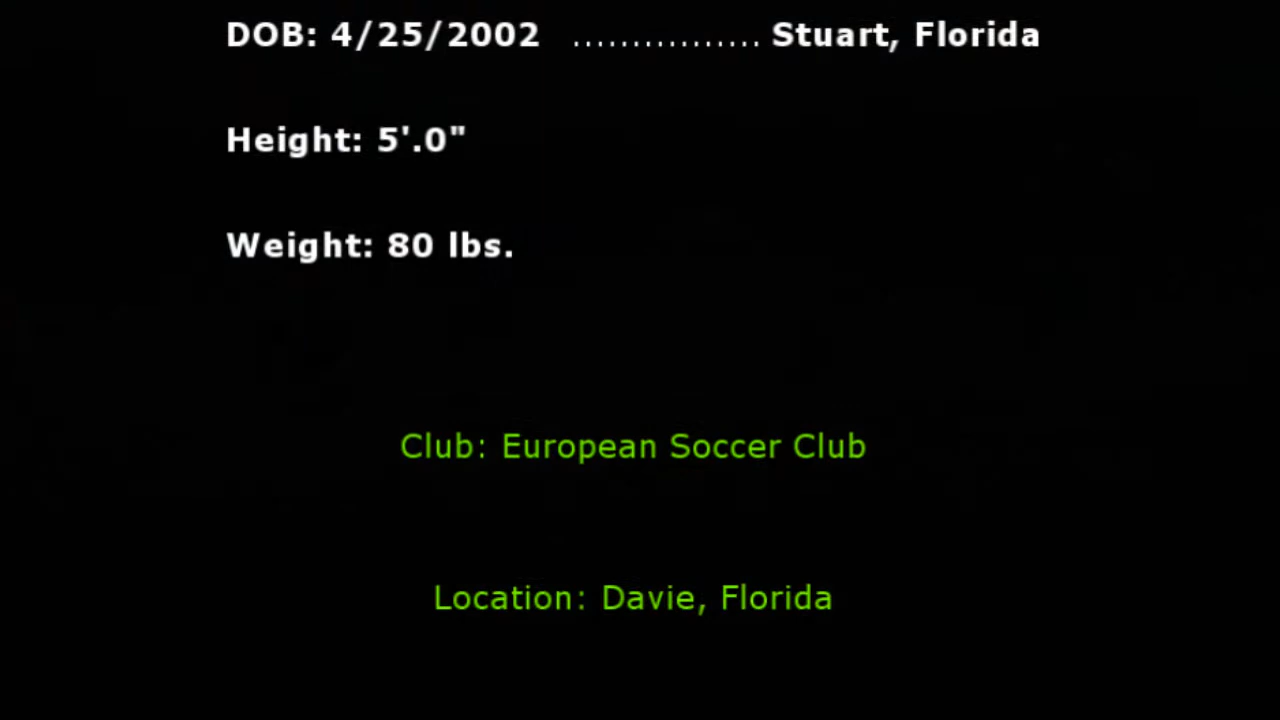 DOB: 4/25/2002 ................ Stuart, Florida
Height: 5'.0"
Weight: 80 lbs.
Club: European Soccer Club
Location: Davie, Florida